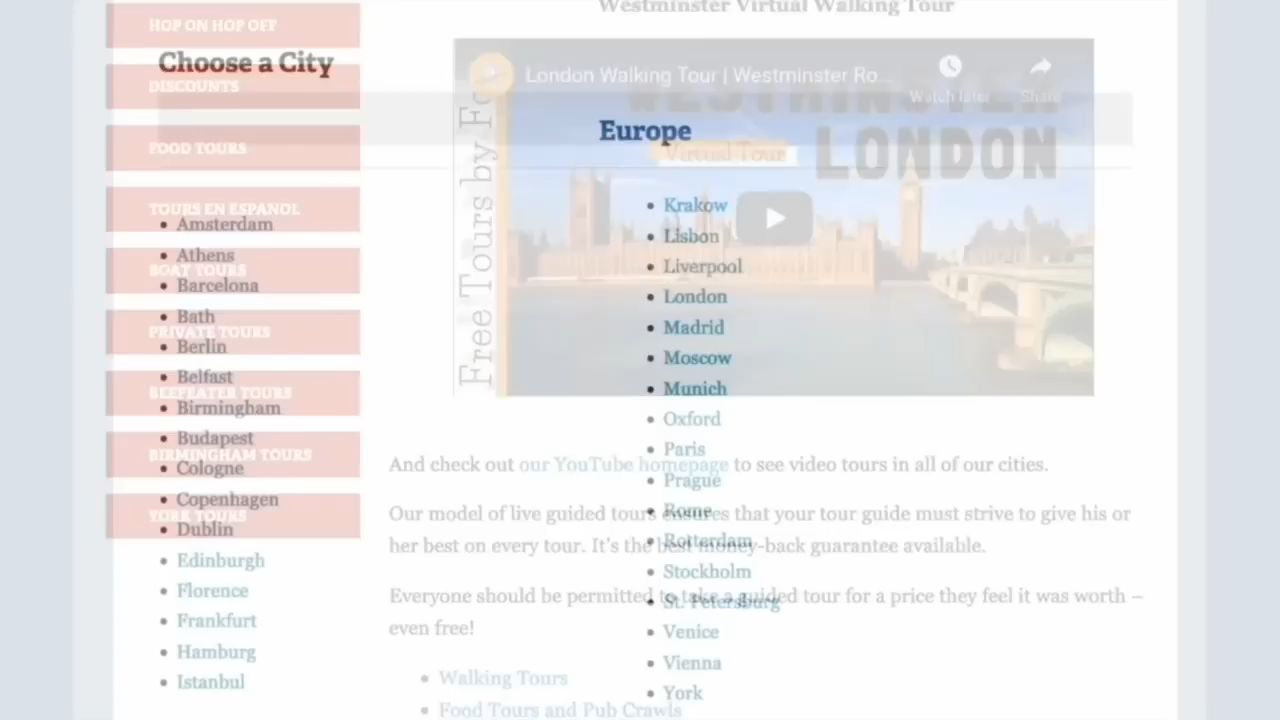 Westminster Virtual Walking Tour
HOP ON HOP OFF
DISCOUNTS
FOOD TOURS
TOURS EN ESPANOL
BOAT TOURS
PRIVATE TOURS
BEEFEATER TOURS
BIRMINGHAM TOURS
YORK TOURS
Choose a City
Amsterdam
Athens
Barcelona
Bath
Berlin
Belfast
Birmingham
Budapest
Cologne
Copenhagen
Dublin
Edinburgh
Florence
Frankfurt
Hamburg
Istanbul
London Walking Tour | Westminster Ro...
Watch later
Share
WESTMINSTER
LONDON
Virtual Tour
Free Tours by Fo
Europe
Krakow
Lisbon
Liverpool
London
Madrid
Moscow
Munich
Oxford
Paris
Prague
Rome
Rotterdam
Stockholm
St. Petersburg
Venice
Vienna
York
And check out our YouTube homepage to see video tours in all of our cities.
Our model of live guided tours ensures that your tour guide must strive to give his or
her best on every tour. It's the best money-back guarantee available.
Everyone should be permitted to take a guided tour for a price they feel it was worth –
even free!
Walking Tours
Food Tours and Pub Crawls